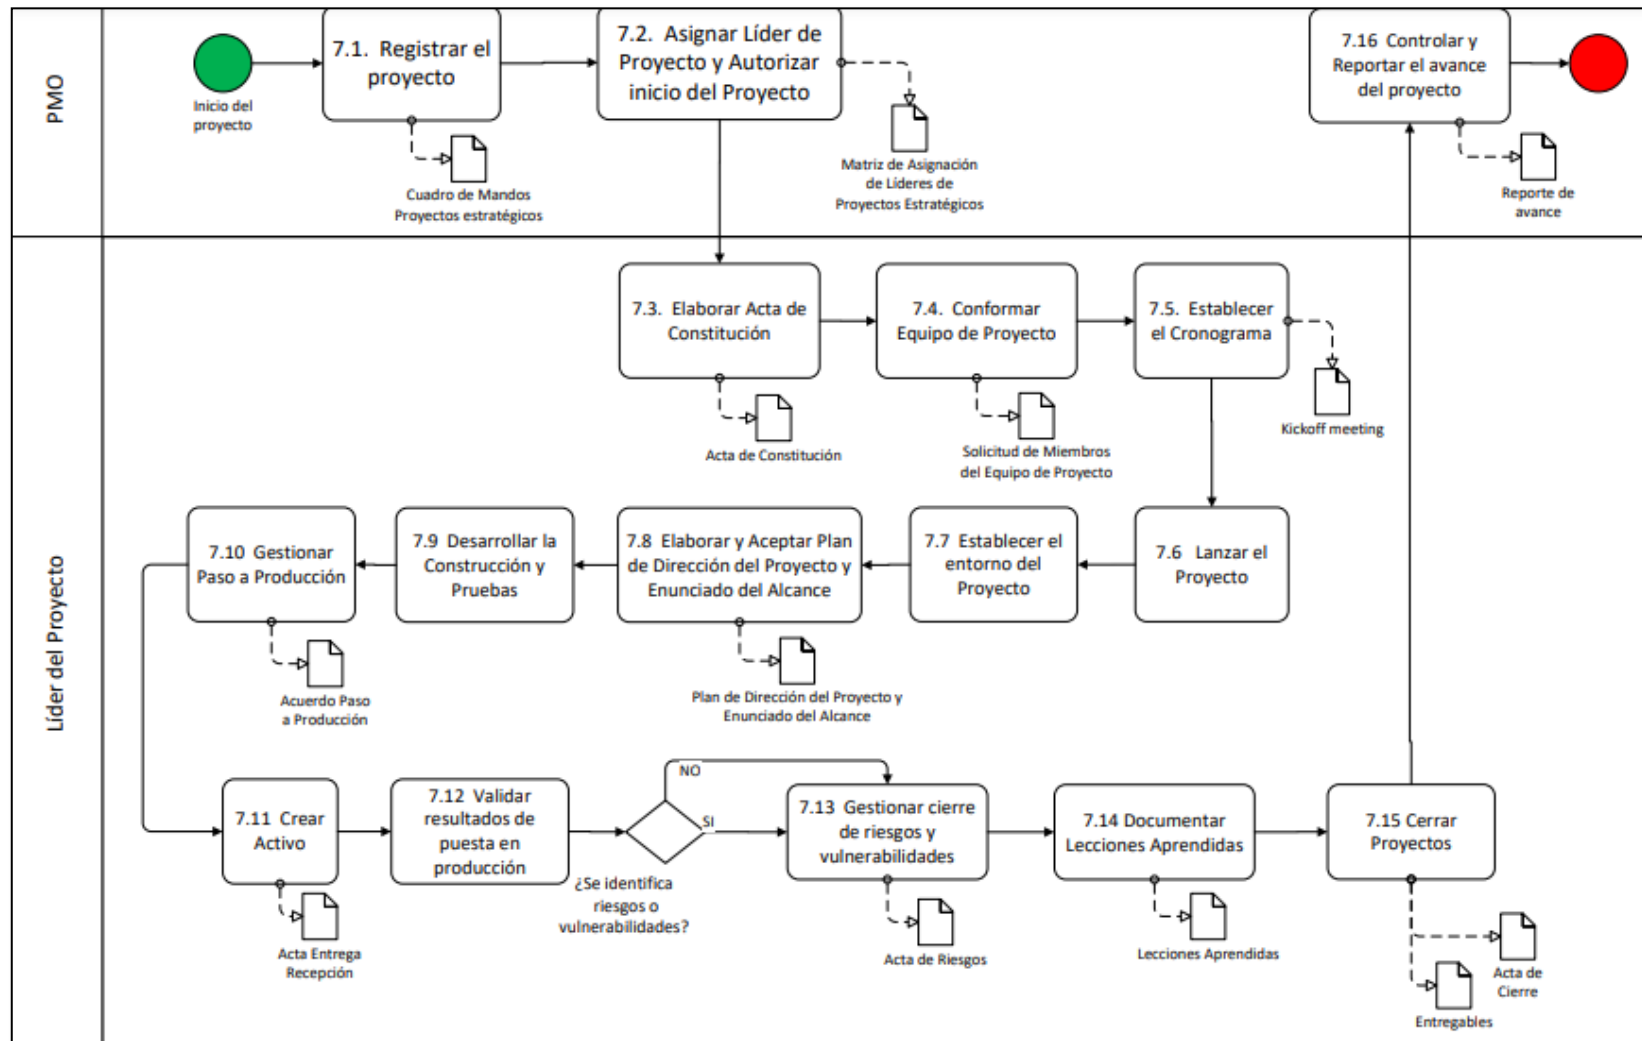 PMO
Inicio del
proyecto
7.1. Registrar el
proyecto
Cuadro de Mandos
Proyectos estratégicos
7.2. Asignar Líder de
Proyecto y Autorizar
inicio del Proyecto
Matriz de Asignación
de Líderes de
Proyectos Estratégicos
7.16 Controlar y
Reportar el avance
del proyecto
Reporte de
avance
Líder del Proyecto
7.3. Elaborar Acta de
Constitución
Acta de Constitución
7.4. Conformar
Equipo de Proyecto
Solicitud de Miembros
del Equipo de Proyecto
7.5. Establecer
el Cronograma
Kickoff meeting
7.6 Lanzar el
Proyecto
7.7 Establecer el
entorno del
Proyecto
7.8 Elaborar y Aceptar Plan
de Dirección del Proyecto y
Enunciado del Alcance
Plan de Dirección del Proyecto y
Enunciado del Alcance
7.9 Desarrollar la
Construcción y
Pruebas
7.10 Gestionar
Paso a Producción
Acuerdo Paso
a Producción
7.11 Crear
Activo
Acta Entrega
Recepción
7.12 Validar
resultados de
puesta en
producción
¿Se identifica
riesgos o
vulnerabilidades?
NO
SI
7.13 Gestionar cierre
de riesgos y
vulnerabilidades
Acta de Riesgos
7.14 Documentar
Lecciones Aprendidas
Lecciones Aprendidas
7.15 Cerrar
Proyectos
Acta de
Cierre
Entregables